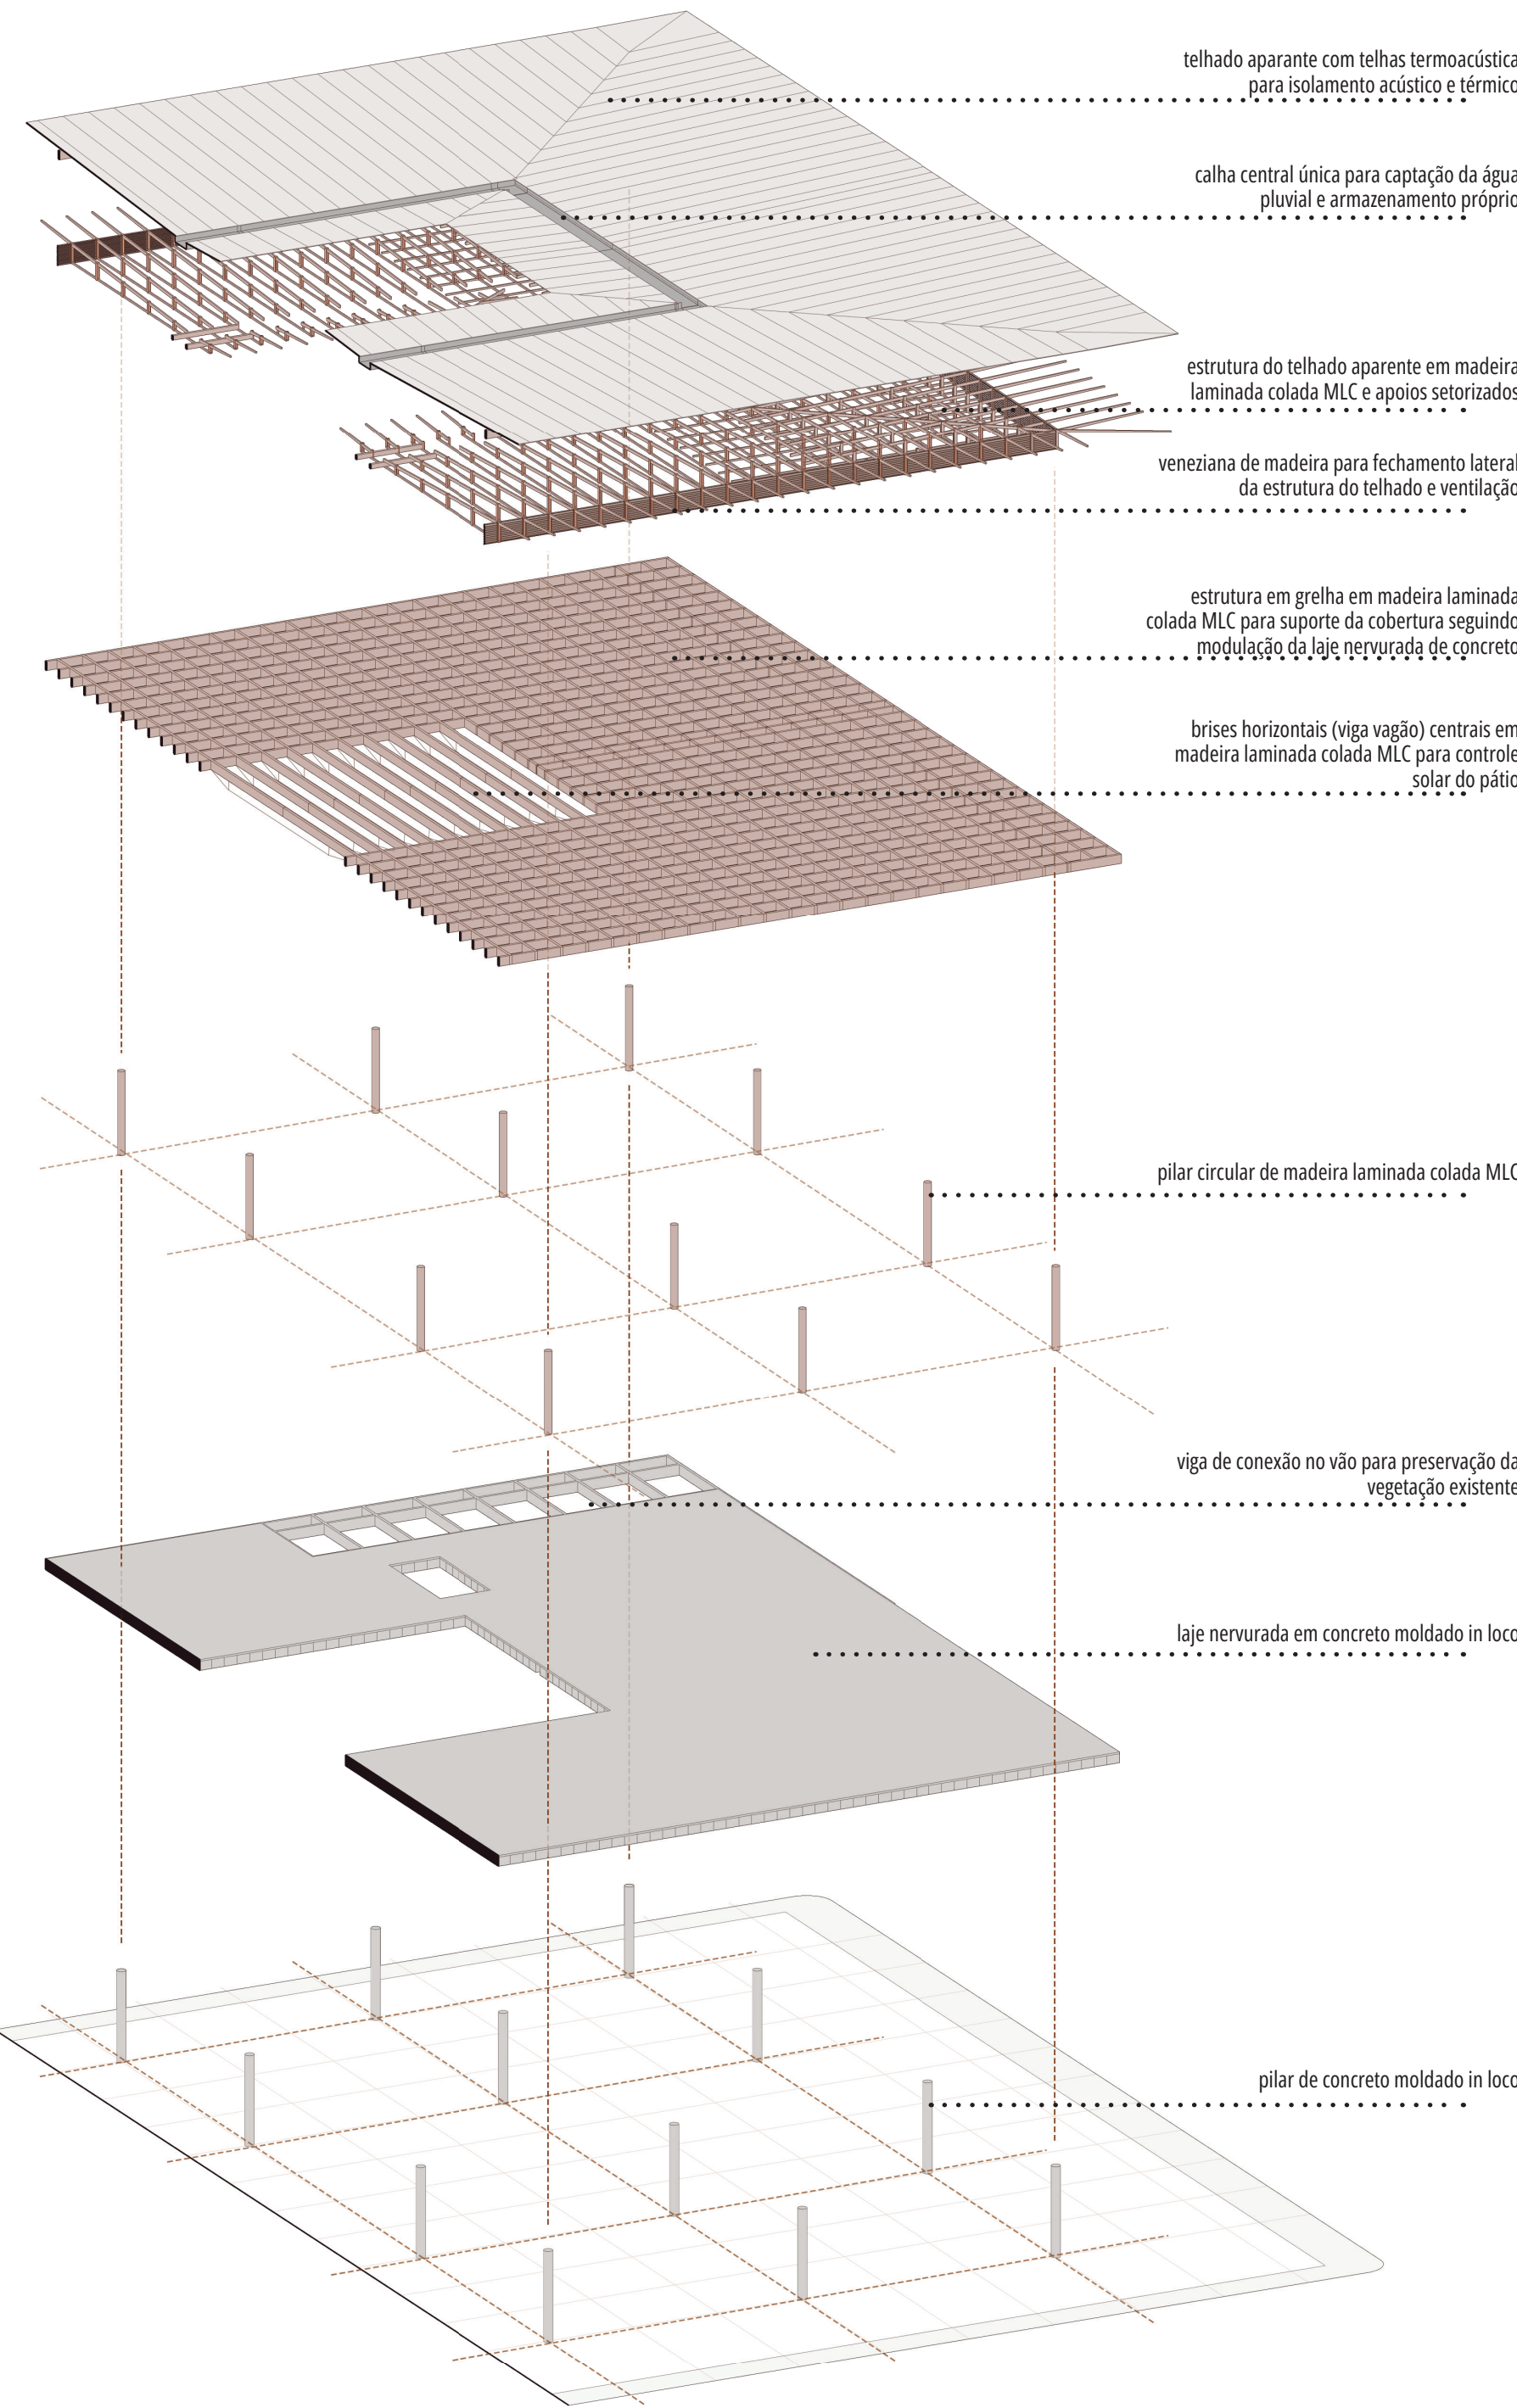 telhado aparante com telhas termoacústica
para isolamento acústico e térmico
calha central única para captação da água
pluvial e armazenamento próprio
estrutura do telhado aparente em madeira
laminada colada MLC e apoios setorizados
veneziana de madeira para fechamento lateral
da estrutura do telhado e ventilação
estrutura em grelha em madeira laminada
colada MLC para suporte da cobertura seguindo
modulação da laje nervurada de concreto
brises horizontais (viga vagão) centrais em
madeira laminada colada MLC para controle
solar do pátio
pilar circular de madeira laminada colada MLC
viga de conexão no vão para preservação da
vegetação existente
laje nervurada em concreto moldado in loco
pilar de concreto moldado in loco